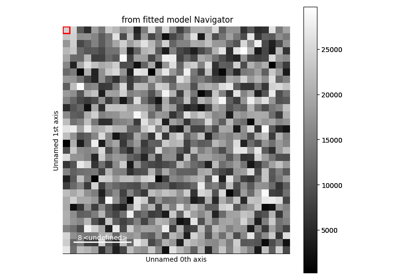 from fitted model Navigator
25000
20000
15000
10000
5000
Unnamed 1st axis
8 <undefined>
Unnamed 0th axis